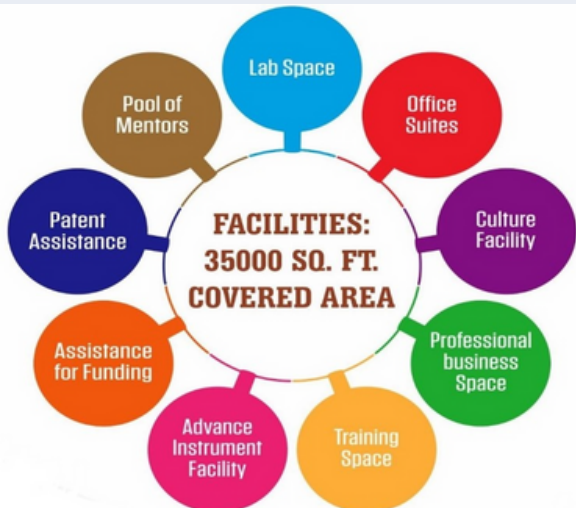 Lab Space
Office
Suites
Culture
Facility
Professional
business
Space
Training
Space
Advance
Instrument
Facility
Assistance
for Funding
Patent
Assistance
Pool of
Mentors
FACILITIES:
35000 SQ. FT.
COVERED AREA